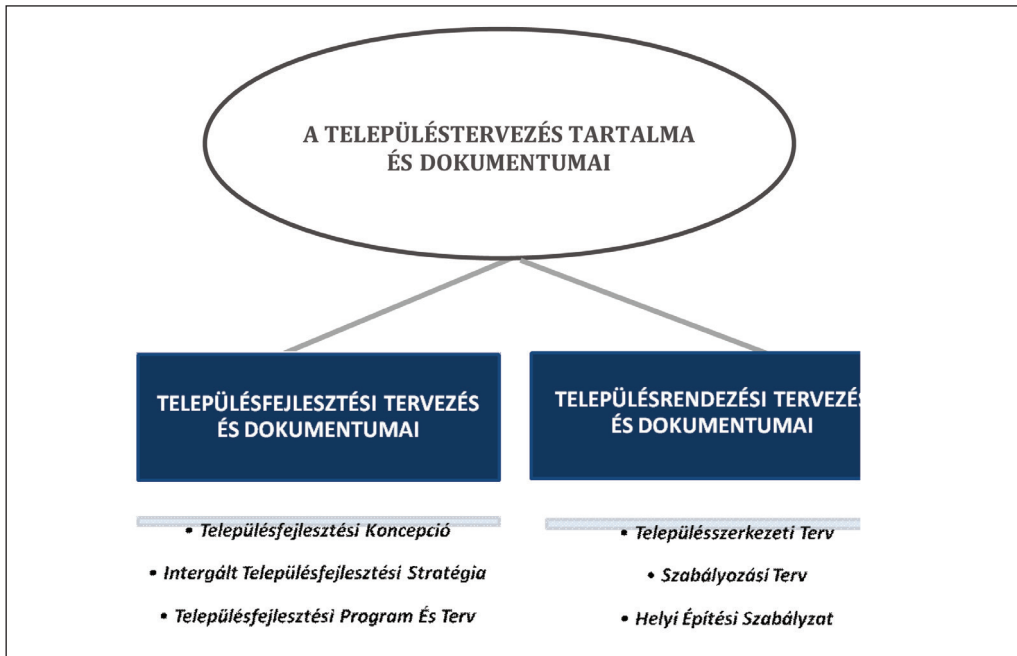 A TELEPÜLÉSTERVEZÉS TARTALMA
ÉS DOKUMENTUMAI
TELEPÜLÉSFEJLESZTÉSI TERVEZÉS
ÉS DOKUMENTUMAI
TELEPÜLÉSRENDEZÉSI TERVEZÉS
ÉS DOKUMENTUMAI
• Településfejlesztési Koncepció
• Intergált Településfejlesztési Stratégia
• Településfejlesztési Program És Terv
• Településszerkezeti Terv
• Szabályozási Terv
• Helyi Építési Szabályzat